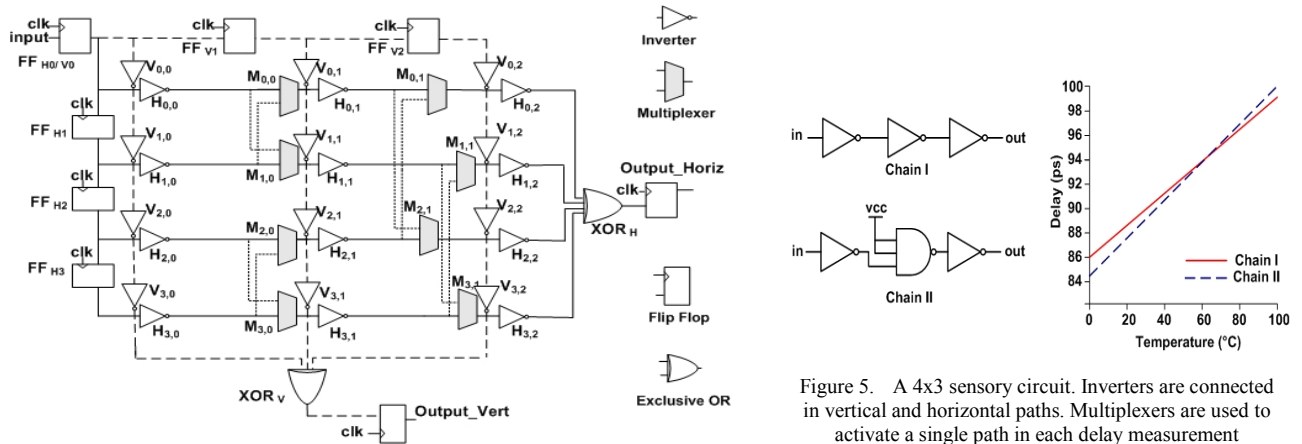 clk
input
FF H0/ V0
clk
FF V1
clk
FF V2
V0,0
V0,1
V0,2
M0,0
M0,1
H0,0
H0,1
H0,2
clk
FF H1
V1,0
V1,1
V1,2
M1,1
H1,0
M1,0
H1,1
H1,2
clk
FF H2
V2,0
V2,1
M2,1
V2,2
M2,0
H2,0
H2,1
H2,2
clk
FF H3
V3,0
V3,1
M3,1
V3,2
H3,0
M3,0
H3,1
H3,2
XOR H
clk
Output_Horiz
XOR V
clk
Output_Vert
Inverter
Multiplexer
Flip Flop
Exclusive OR
in
out
Chain I
vcc
in
out
Chain II
Delay (ps)
100
98
96
94
92
90
88
86
84
Chain I
Chain II
0
20
40
60
80
100
Temperature (°C)
Figure 5. A 4x3 sensory circuit. Inverters are connected
in vertical and horizontal paths. Multiplexers are used to
activate a single path in each delay measurement